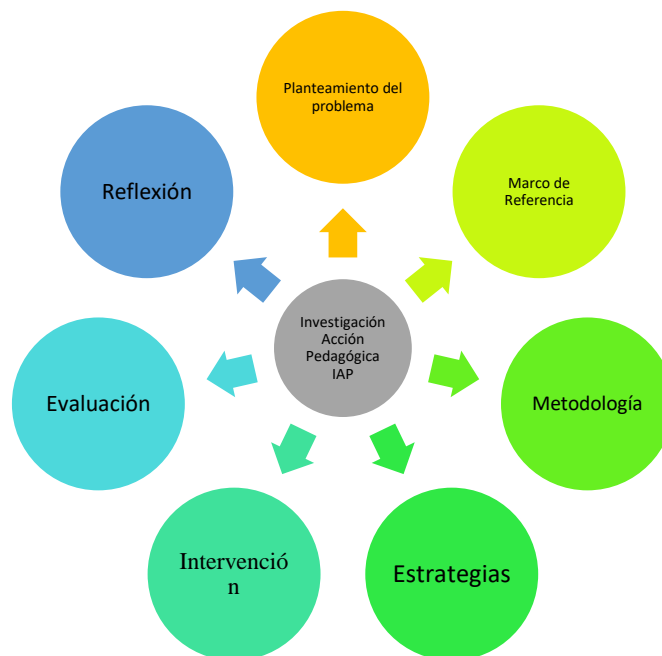 Planteamiento del
problema
Marco de
Referencia
Metodología
Estrategias
Intervenció
n
Evaluación
Reflexión
Investigación
Acción
Pedagógica
IAP